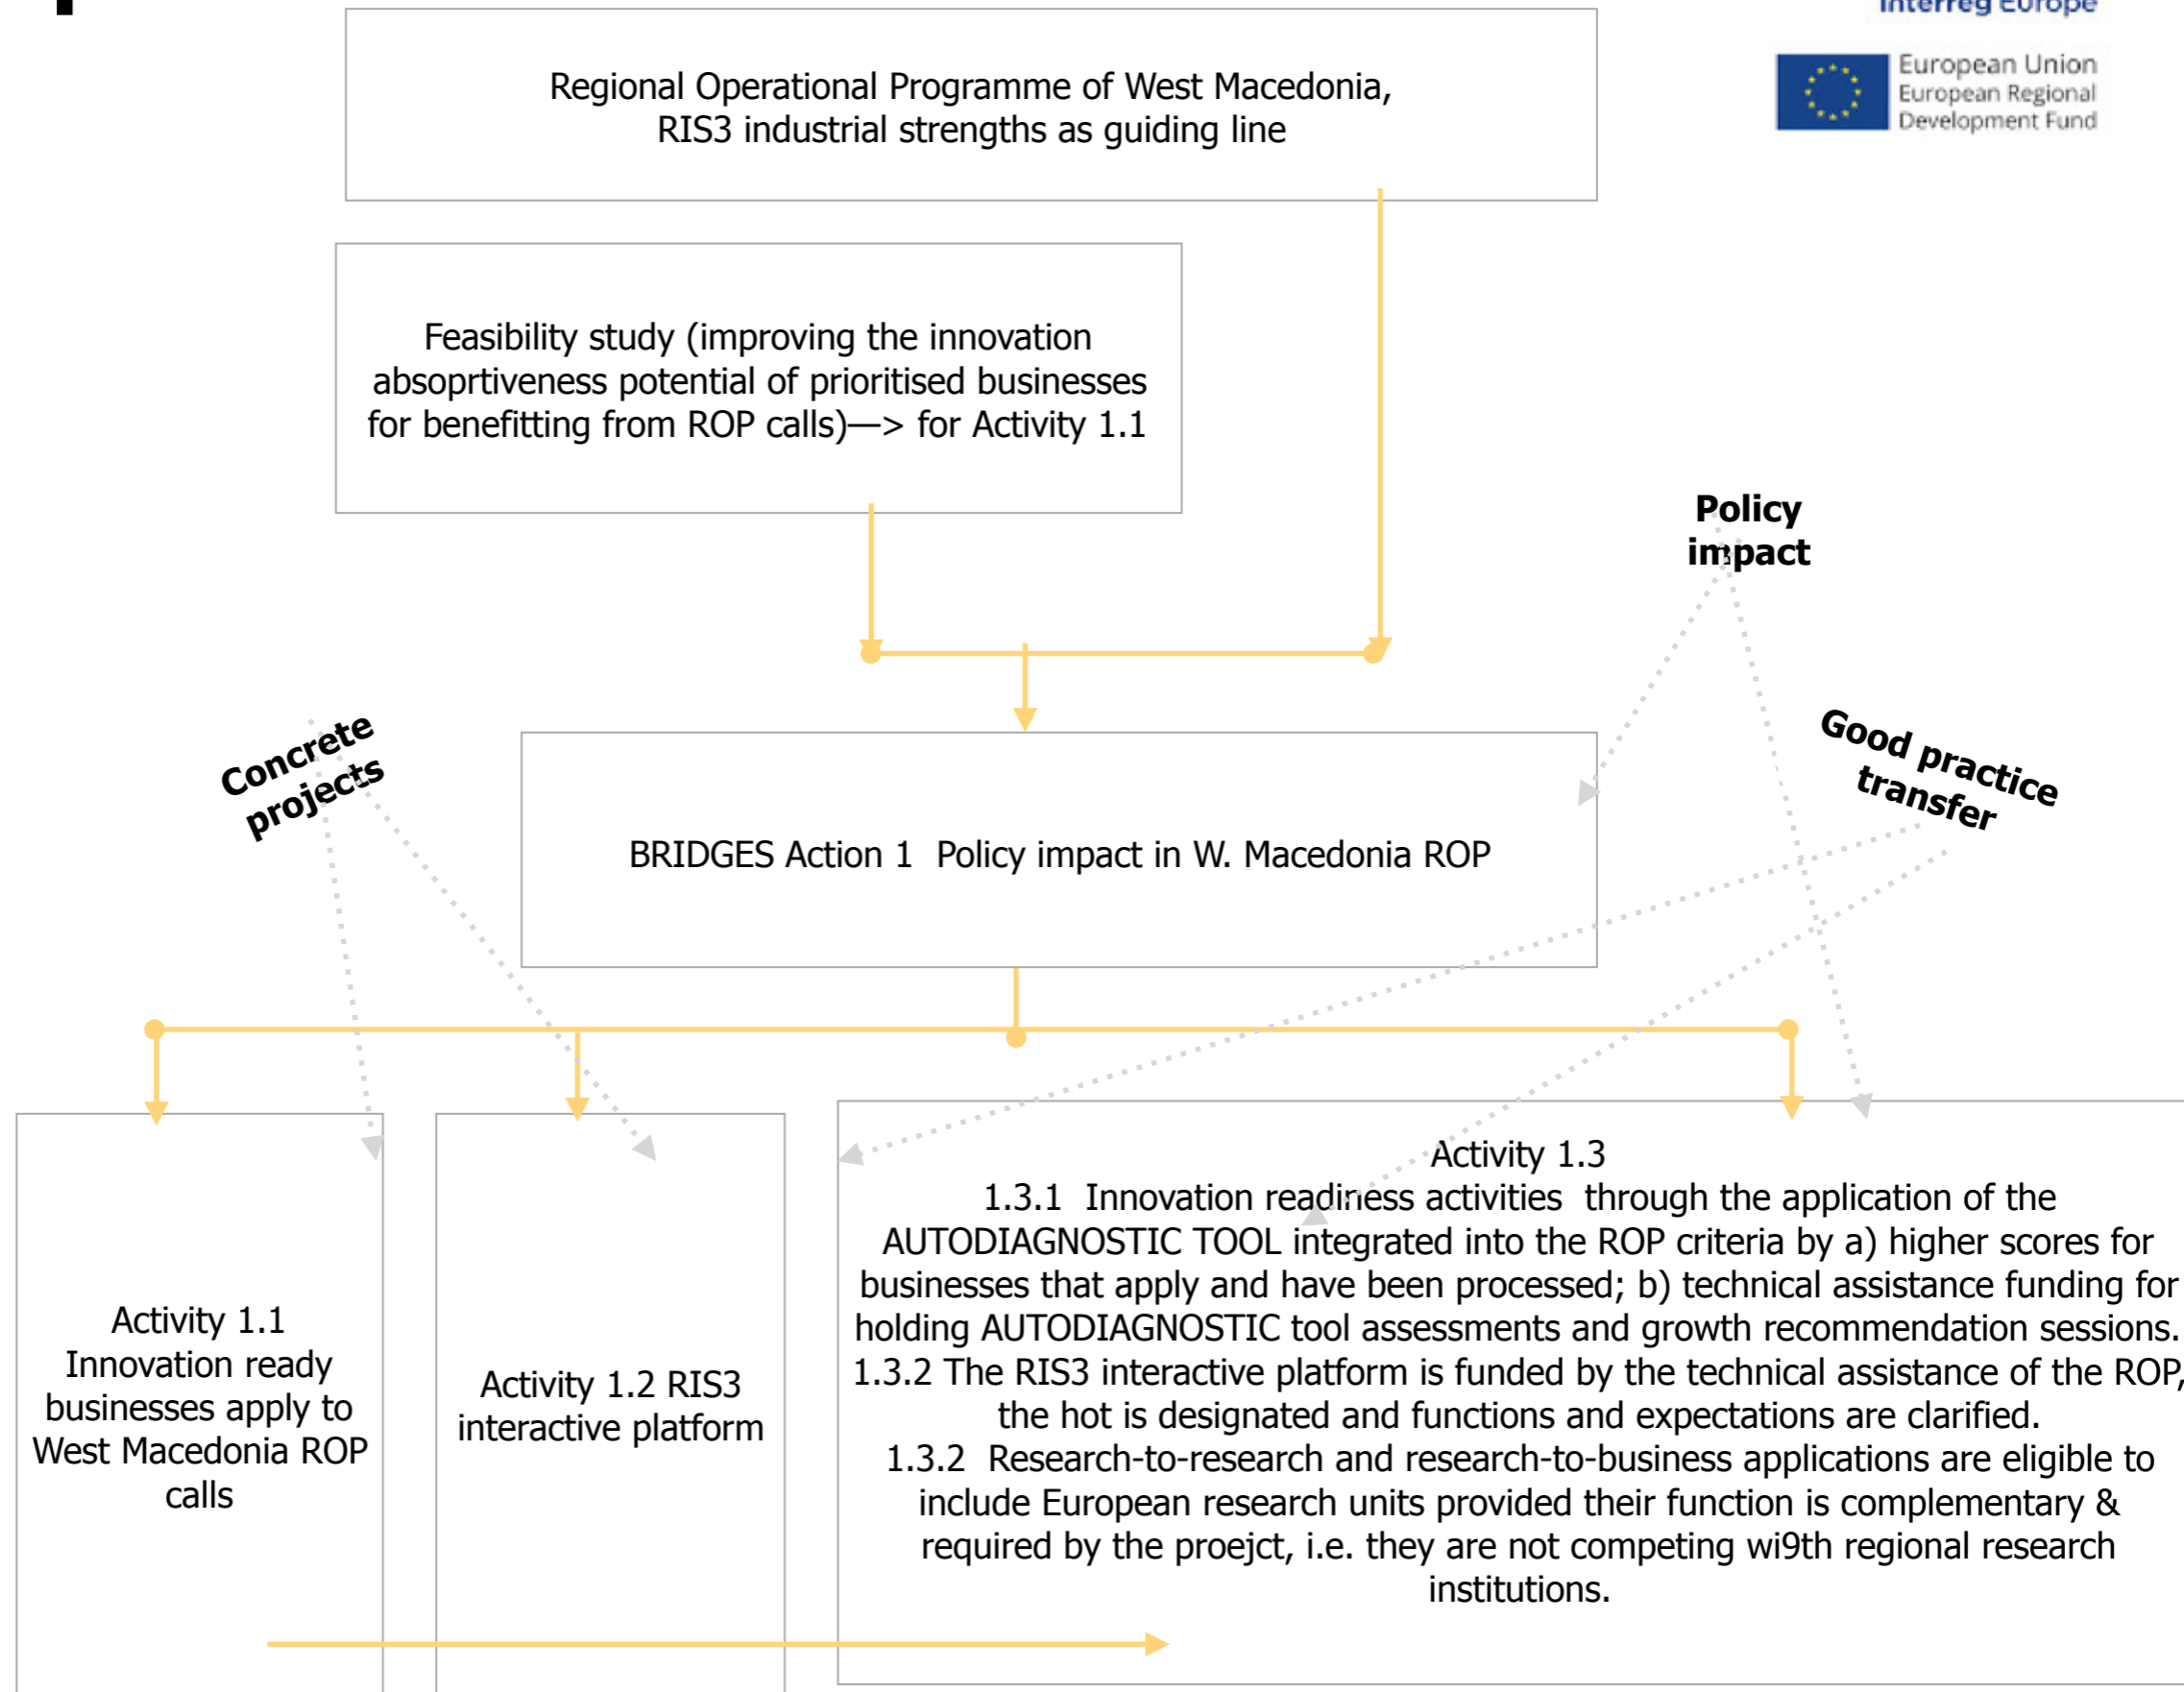 Interreg Europe
European Union
European Regional
Development Fund
Regional Operational Programme of West Macedonia,
RIS3 industrial strengths as guiding line
Feasibility study (improving the innovation
absoprtiveness potential of prioritised businesses
for benefitting from ROP calls)—> for Activity 1.1
Policy
impact
Concrete
projects
Good practice
transfer
BRIDGES Action 1  Policy impact in W. Macedonia ROP
Activity 1.1
Innovation ready
businesses apply to
West Macedonia ROP
calls
Activity 1.2 RIS3
interactive platform
Activity 1.3
1.3.1  Innovation readiness activities  through the application of the
AUTODIAGNOSTIC TOOL integrated into the ROP criteria by a) higher scores for
businesses that apply and have been processed; b) technical assistance funding for
holding AUTODIAGNOSTIC tool assessments and growth recommendation sessions.
1.3.2 The RIS3 interactive platform is funded by the technical assistance of the ROP,
the hot is designated and functions and expectations are clarified.
1.3.2  Research-to-research and research-to-business applications are eligible to
include European research units provided their function is complementary &
required by the proejct, i.e. they are not competing wi9th regional research
institutions.